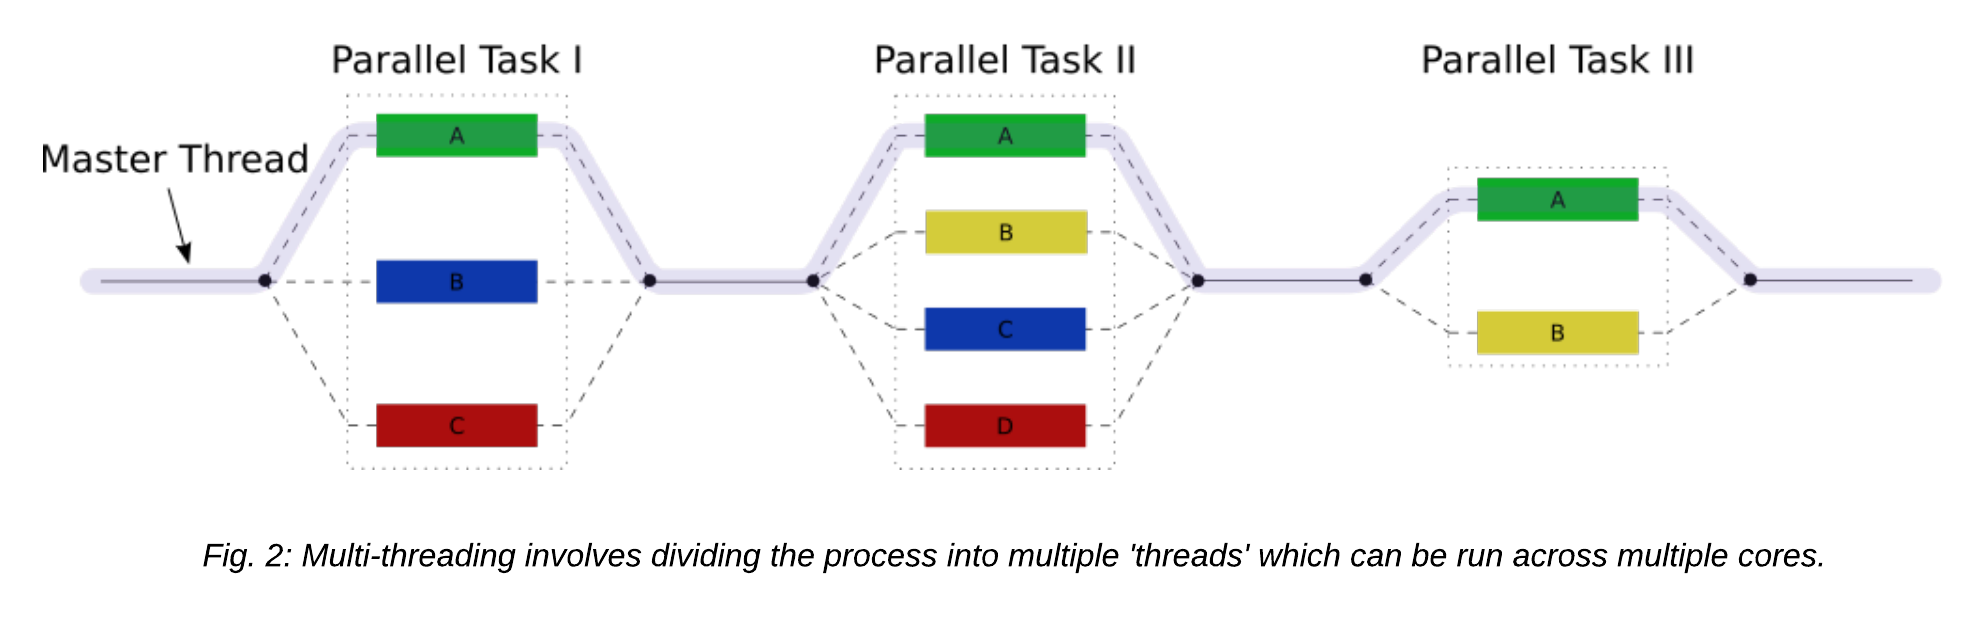 Parallel Task I
Parallel Task II
Parallel Task III
Master Thread
A
B
C
A
B
C
D
A
B
Fig. 2: Multi-threading involves dividing the process into multiple 'threads' which can be run across multiple cores.